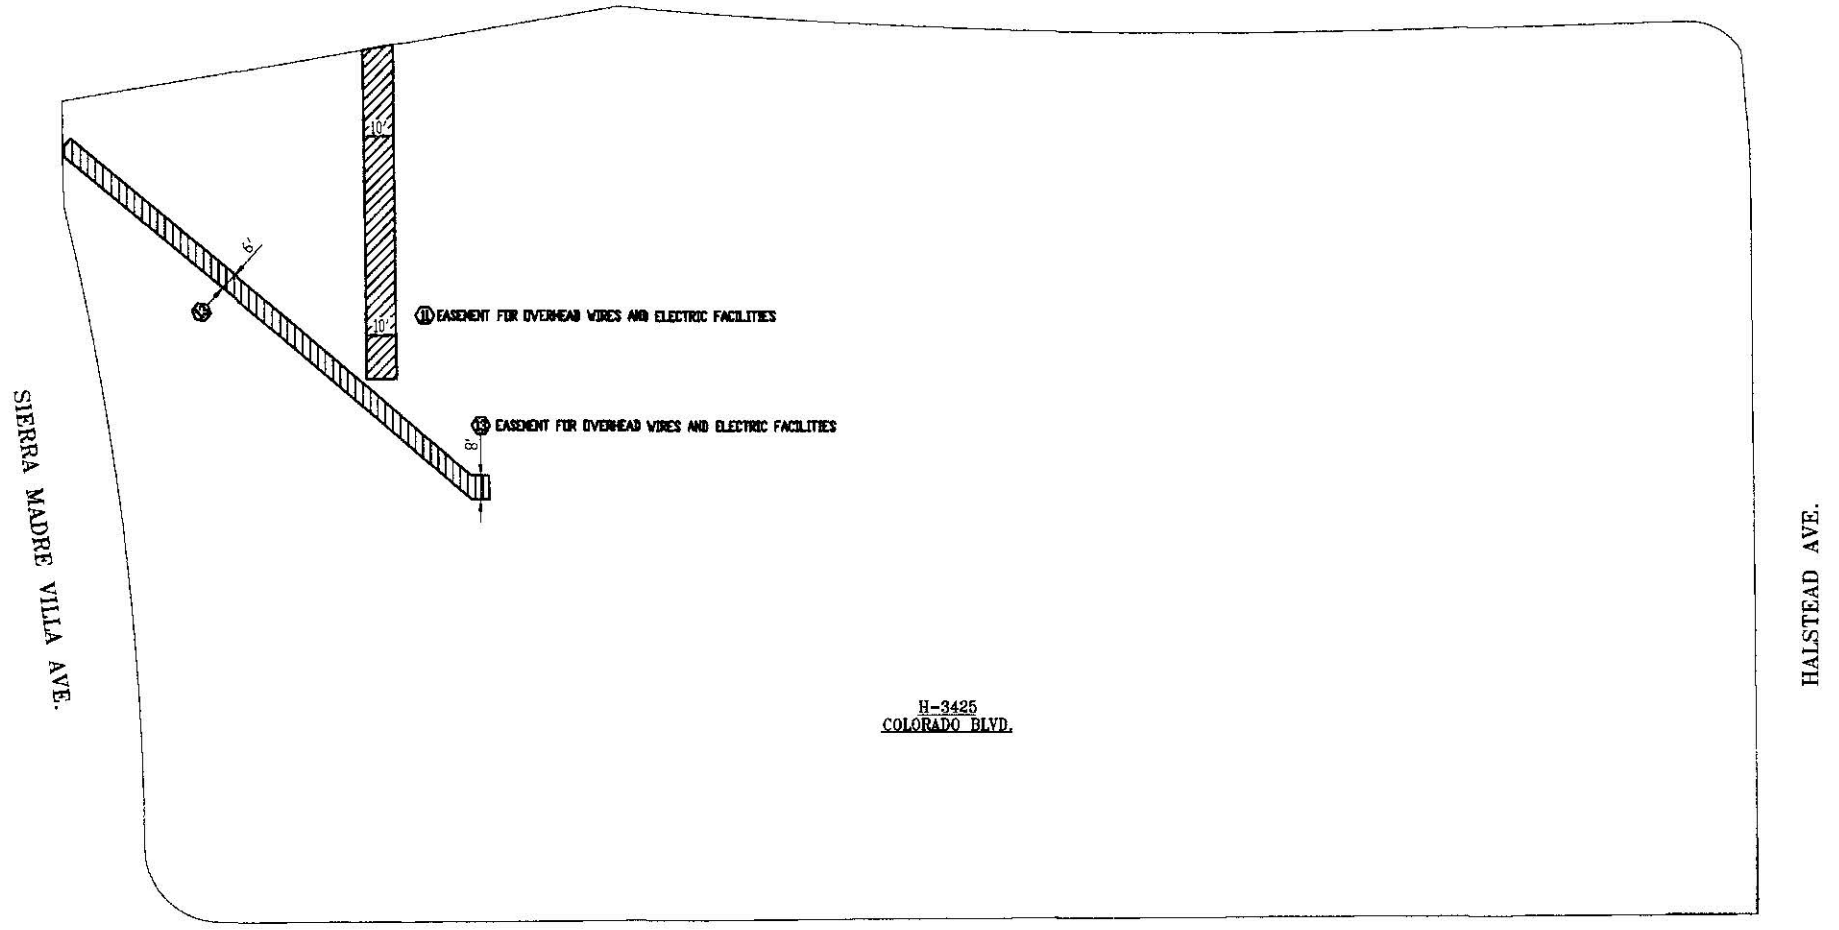 10'
6'
10'
11 EASEMENT FOR OVERHEAD WIRES AND ELECTRIC FACILITIES
13 EASEMENT FOR OVERHEAD WIRES AND ELECTRIC FACILITIES
8'
SIERRA MADRE VILLA AVE.
HALSTEAD AVE.
H-3425
COLORADO BLVD.